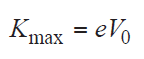 K_max = eV_0